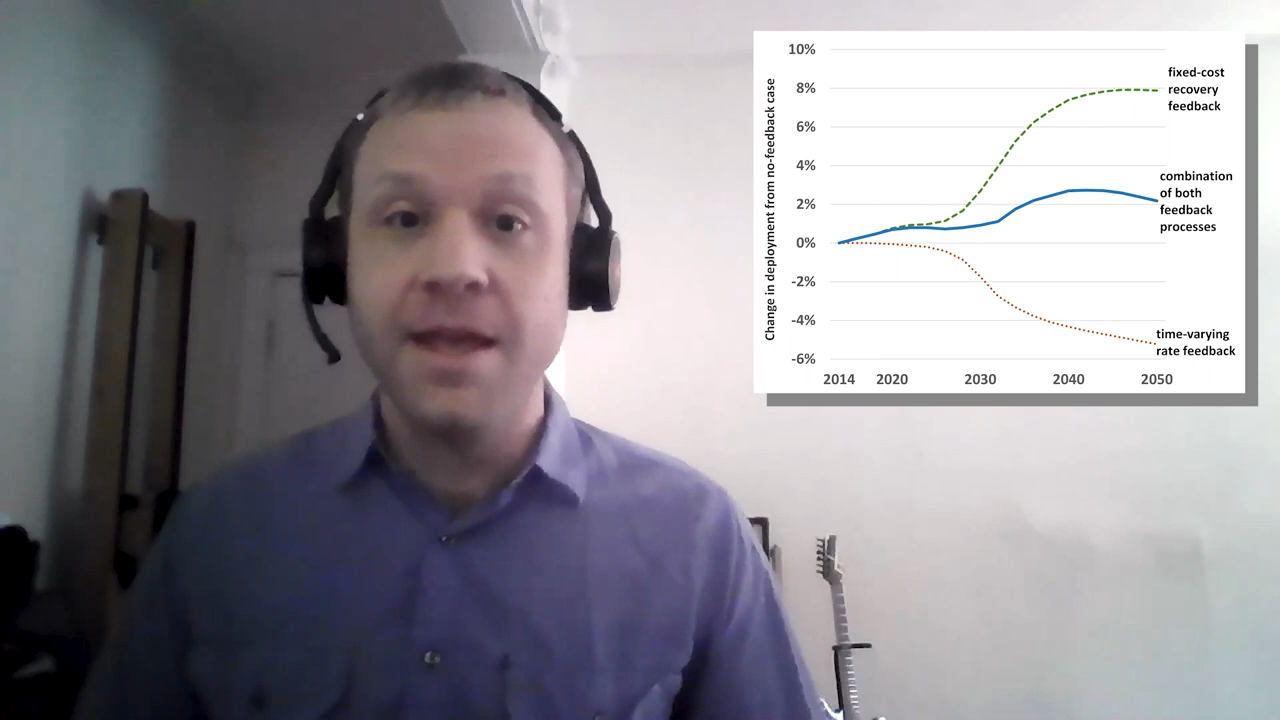 Change in deployment from no-feedback case
10%
8%
6%
4%
2%
0%
-2%
-4%
-6%
2014 2020 2030 2040 2050
fixed-cost
recovery
feedback
combination
of both
feedback
processes
time-varying
rate feedback